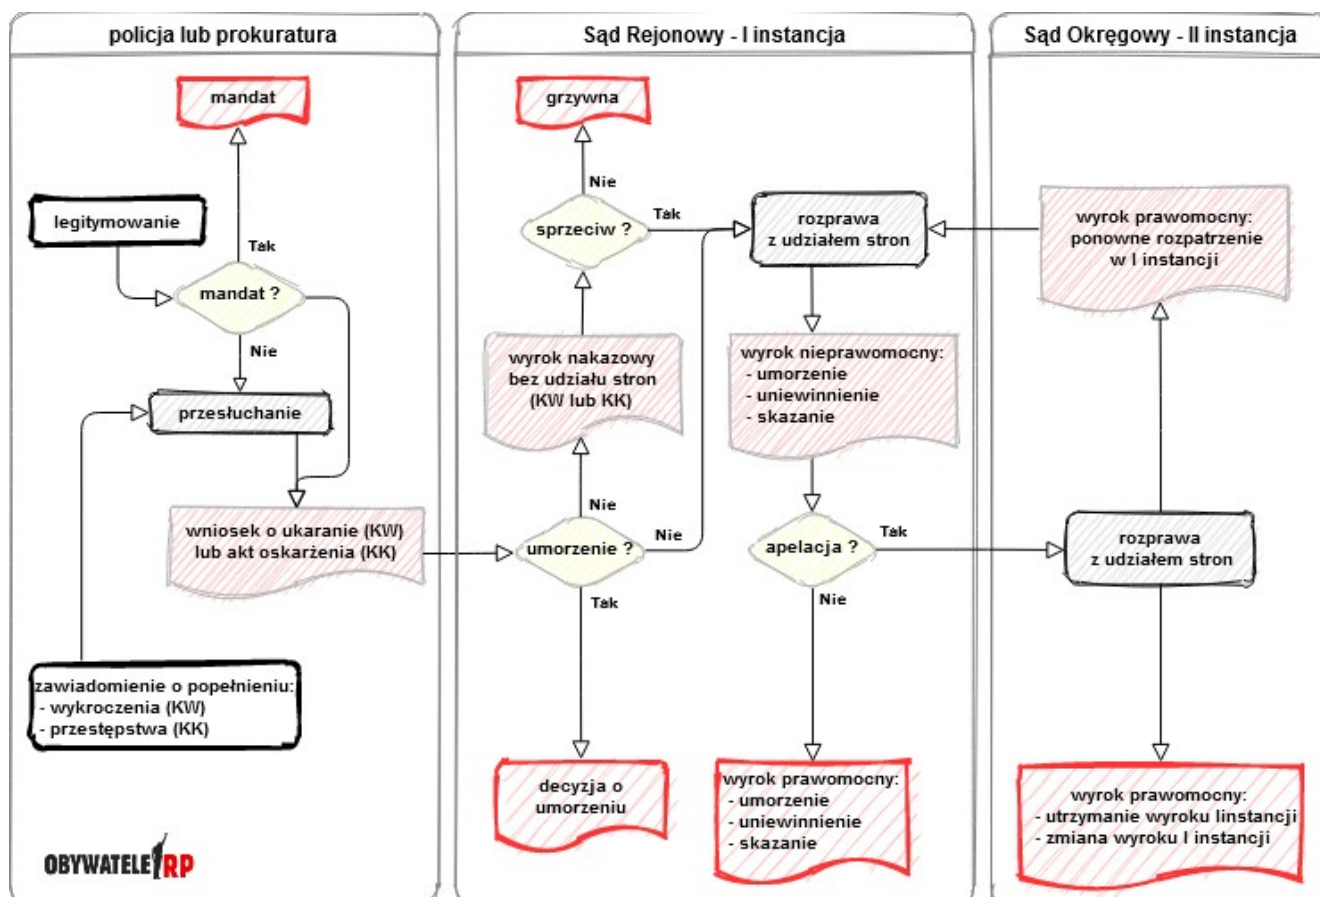 policja lub prokuratura
mandat
legitymowanie
Tak
mandat ?
Nie
przesłuchanie
wniosek o ukaranie (KW)
lub akt oskarżenia (KK)
zawiadomienie o popełnieniu:
- wykroczenia (KW)
- przestępstwa (KK)
OBYWATELE RP
Sąd Rejonowy - I instancja
grzywna
Nie
sprzeciw ?
Tak
rozprawa
z udziałem stron
wyrok nakazowy
bez udziału stron
(KW lub KK)
wyrok nieprawomocny:
- umorzenie
- uniewinnienie
- skazanie
Nie
umorzenie ?
Nie
Tak
apelacja ?
Tak
Nie
decyzja o
umorzeniu
wyrok prawomocny:
- umorzenie
- uniewinnienie
- skazanie
Sąd Okręgowy - II instancja
wyrok prawomocny:
ponowne rozpatrzenie
w I instancji
rozprawa
z udziałem stron
wyrok prawomocny:
- utrzymanie wyroku Iinstancji
- zmiana wyroku I instancji